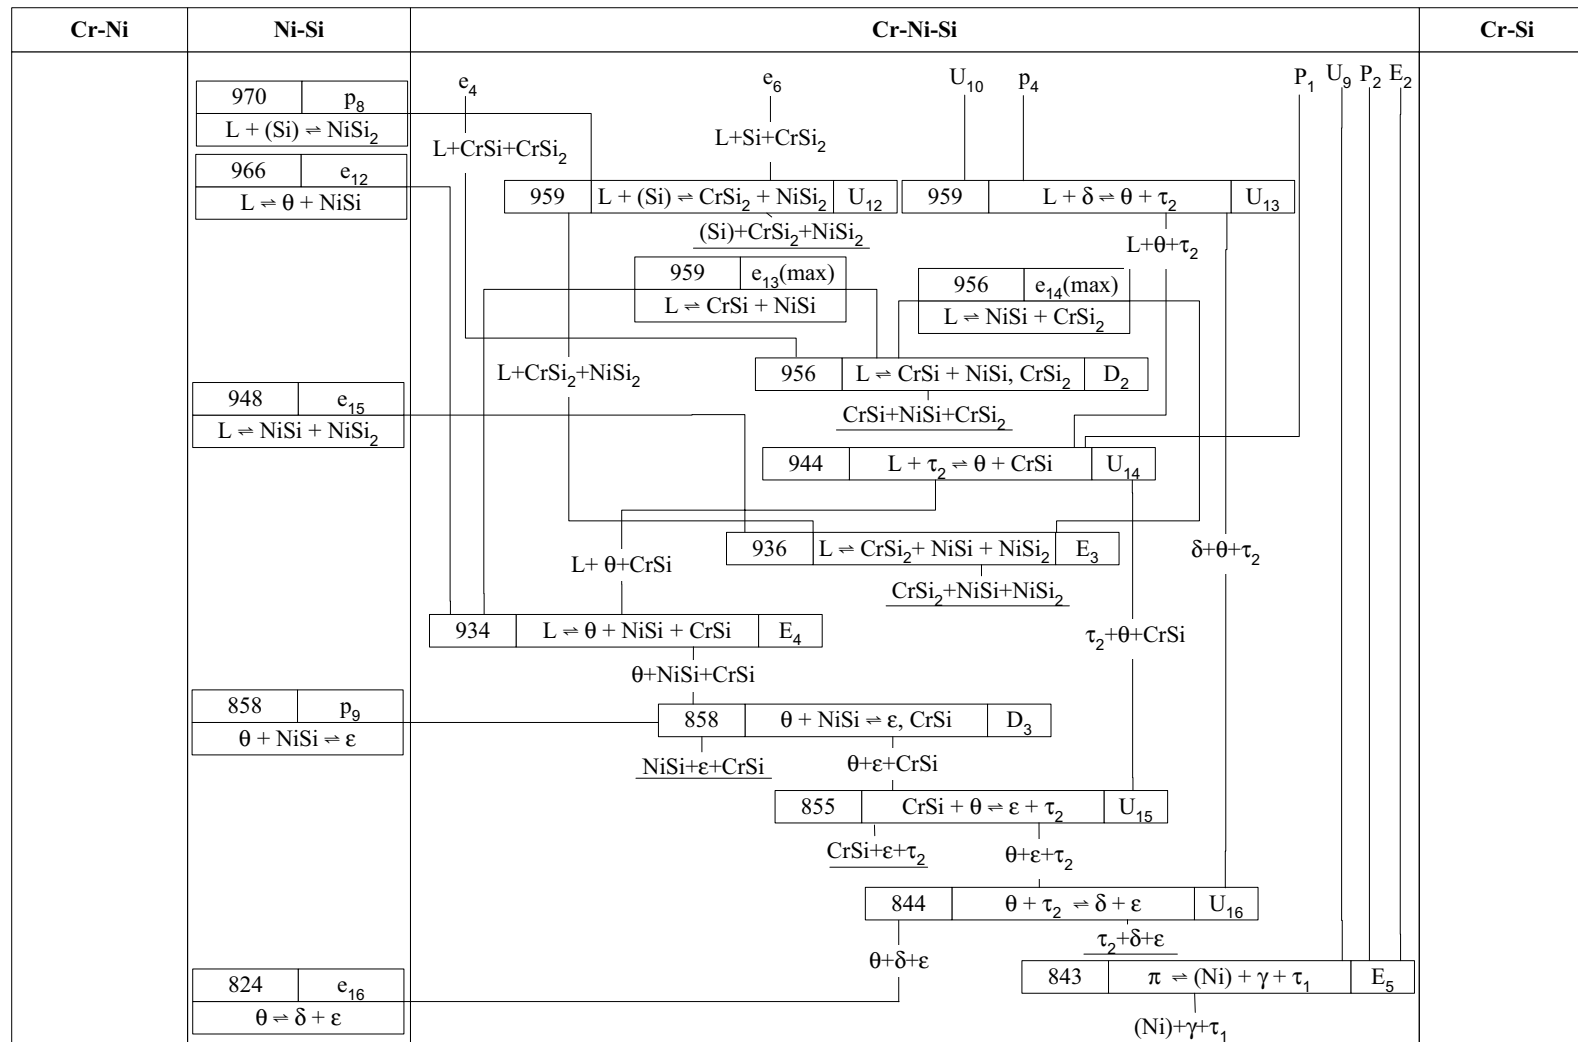 Cr-Ni Ni-Si Cr-Ni-Si Cr-Si
e₄ e₆ U₁₀ p₄ P₁ U₉ P₂ E₂
970 p₈
L + (Si) ⇌ NiSi₂
L+CrSi+CrSi₂
L+Si+CrSi₂
966 e₁₂
L ⇌ θ + NiSi
959 L + (Si) ⇌ CrSi₂ + NiSi₂ U₁₂
959 L + δ ⇌ θ + τ₂ U₁₃
(Si)+CrSi₂+NiSi₂
L+θ+τ₂
959 e₁₃(max)
L ⇌ CrSi + NiSi
956 e₁₄(max)
L ⇌ NiSi + CrSi₂
L+CrSi₂+NiSi₂
956 L ⇌ CrSi + NiSi, CrSi₂ D₂
CrSi+NiSi+CrSi₂
948 e₁₅
L ⇌ NiSi + NiSi₂
944 L + τ₂ ⇌ θ + CrSi U₁₄
936 L ⇌ CrSi₂+ NiSi + NiSi₂ E₃
δ+θ+τ₂
L+ θ+CrSi
CrSi₂+NiSi+NiSi₂
934 L ⇌ θ + NiSi + CrSi E₄
τ₂+θ+CrSi
θ+NiSi+CrSi
858 p₉
θ + NiSi ⇌ ε
858 θ + NiSi ⇌ ε, CrSi D₃
NiSi+ε+CrSi
θ+ε+CrSi
855 CrSi + θ ⇌ ε + τ₂ U₁₅
CrSi+ε+τ₂
θ+ε+τ₂
844 θ + τ₂ ⇌ δ + ε U₁₆
τ₂+δ+ε
θ+δ+ε
843 π ⇌ (Ni) + γ + τ₁ E₅
824 e₁₆
θ ⇌ δ + ε
(Ni)+γ+τ₁